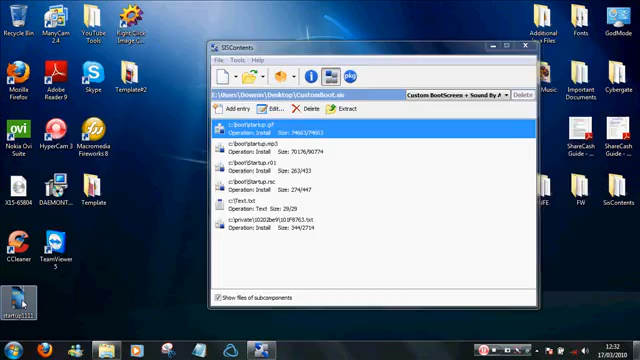 Recycle Bin
ManyCam 2.4
YouTube Tools
Right Click Image C...
Mozilla Firefox
Adobe Reader 9
Skype
Template#2
Nokia Ovi Suite
HyperCam 3
Macromedia Fireworks 8
X15-65804
DAEMON T...
Template
CCleaner
TeamViewer 5
startup1111
SISContents
File Tools Help
pkg
E:\Users\Downsin\Desktop\CustomBoot.sis
Custom BootScreen + Sound By A
Delete
Add entry
Edit...
Delete
Extract
c:\boot\startup.gif
Operation: Install Size: 74663/74663
c:\boot\startup.mp3
Operation: Install Size: 70176/90774
c:\boot\Startup.r01
Operation: Install Size: 263/433
c:\boot\Startup.rsc
Operation: Install Size: 274/447
c:\Text.txt
Operation: Text Size: 29/29
c:\private\10202be9\101F8763.txt
Operation: Install Size: 344/2714
Show files of subcomponents
Additional Java Files
Fonts
GodMode
Important Documents
ShareCash Guide - ...
ShareCash Guide - ...
FW
SisContents
12:32
17/03/2010